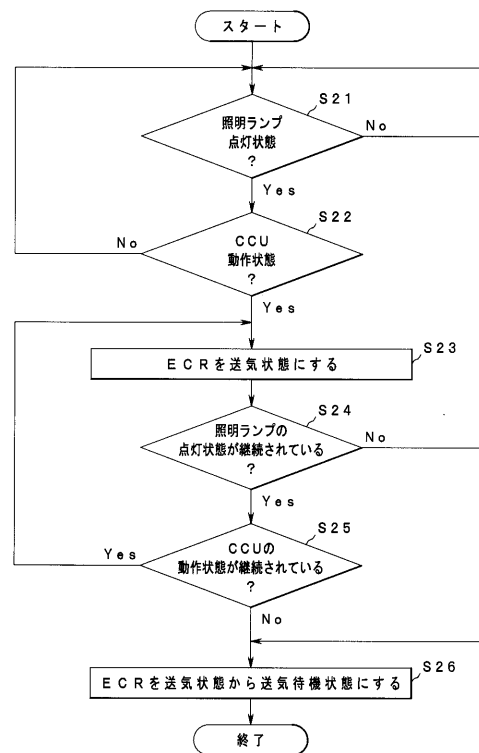 スタート
S21
照明ランプ
点灯状態
?
No
Yes
S22
CCU
動作状態
?
No
Yes
S23
ECRを送気状態にする
S24
照明ランプの
点灯状態が継続されている
?
No
Yes
S25
CCUの
動作状態が継続されている
?
Yes
No
S26
ECRを送気状態から送気待機状態にする
終了